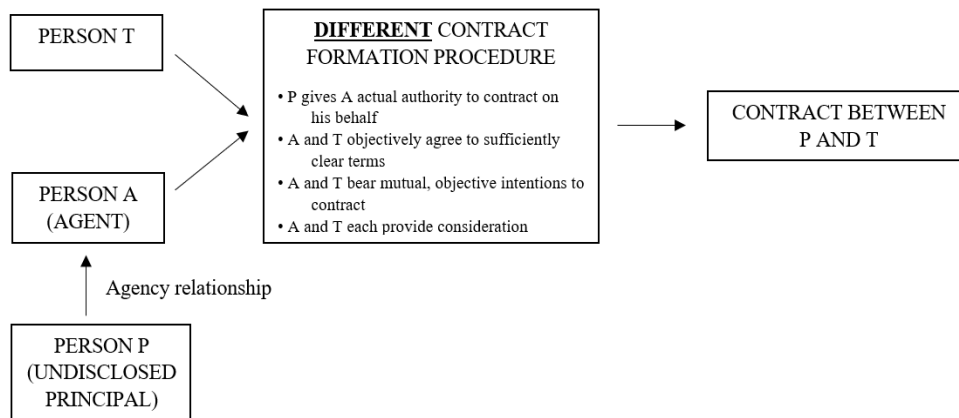 PERSON T
DIFFERENT CONTRACT
FORMATION PROCEDURE
• P gives A actual authority to contract on
his behalf
• A and T objectively agree to sufficiently
clear terms
• A and T bear mutual, objective intentions to
contract
• A and T each provide consideration
CONTRACT BETWEEN
P AND T
PERSON A
(AGENT)
Agency relationship
PERSON P
(UNDISCLOSED
PRINCIPAL)